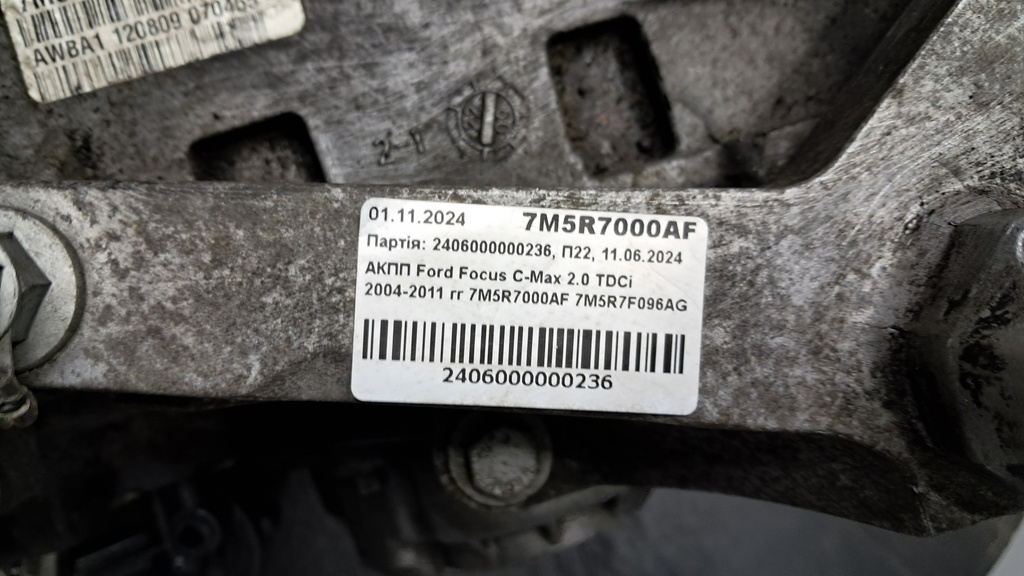 AWBA1 120809
01.11.2024 7M5R7000AF
Партія: 2406000000236, П22, 11.06.2024
АКПП Ford Focus C-Max 2.0 TDCi
2004-2011 гг 7M5R7000AF 7M5R7F096AG
2406000000236